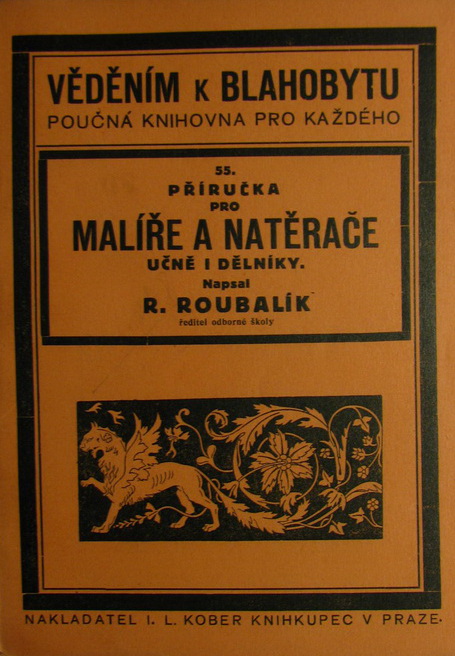 VĚDĚNÍM K BLAHOBYTU
POUČNÁ KNIHOVNA PRO KAŽDÉHO
55.
PŘÍRUČKA
PRO
MALÍŘE A NATĚRAČE
UČNĚ I DĚLNÍKY.
Napsal
R. ROUBALÍK
ředitel odborné školy
NAKLADATEL I. L. KOBER KNIHKUPEC V PRAZE.